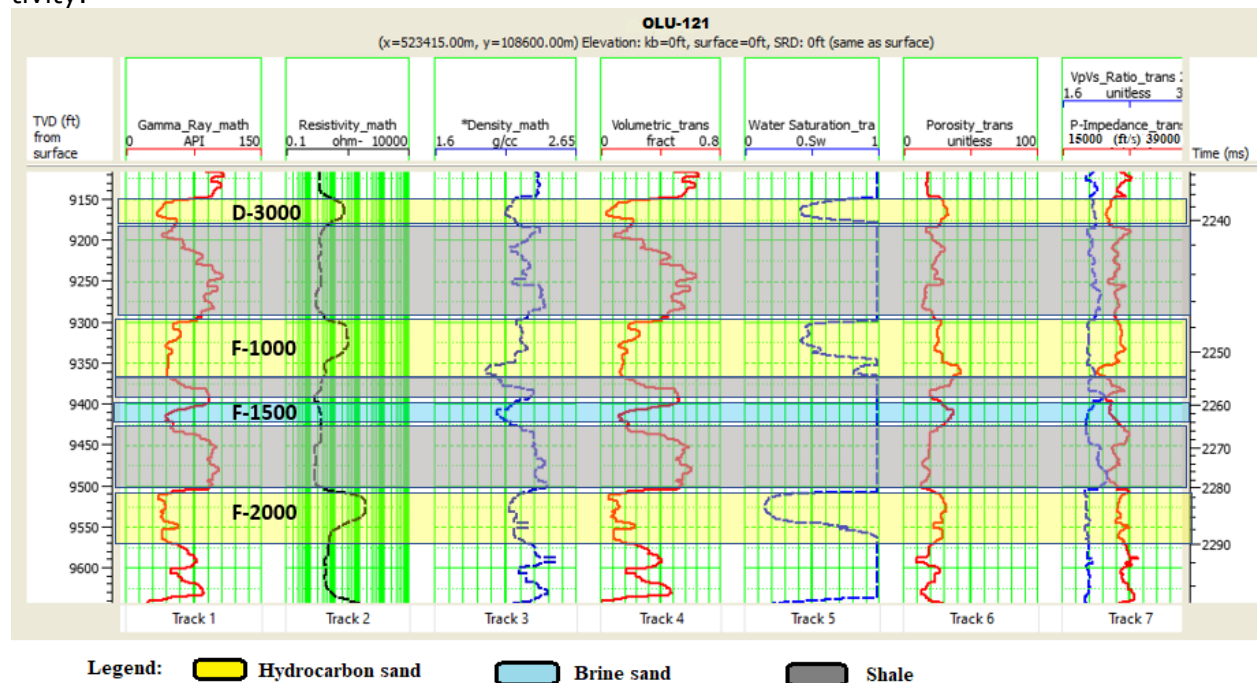 tivity.
OLU-121
(x=523415.00m, y=108600.00m) Elevation: kb=0ft, surface=0ft, SRD: 0ft (same as surface)
TVD (ft) from surface
Gamma_Ray_math
0 API 150
Resistivity_math
0.1 ohm- 10000
*Density_math
1.6 g/cc 2.65
Volumetric_trans
0 fract 0.8
Water Saturation_tra
0 0.Sw 1
Porosity_trans
0 unitless 100
VpVs_Ratio_trans
1.6 unitless 3
P-Impedance_trans
15000 (ft/s) 39000
Time (ms)
9150
9200
9250
9300
9350
9400
9450
9500
9550
9600
D-3000
F-1000
F-1500
F-2000
2240
2250
2260
2270
2280
2290
Track 1 Track 2 Track 3 Track 4 Track 5 Track 6 Track 7
Legend: Hydrocarbon sand Brine sand Shale